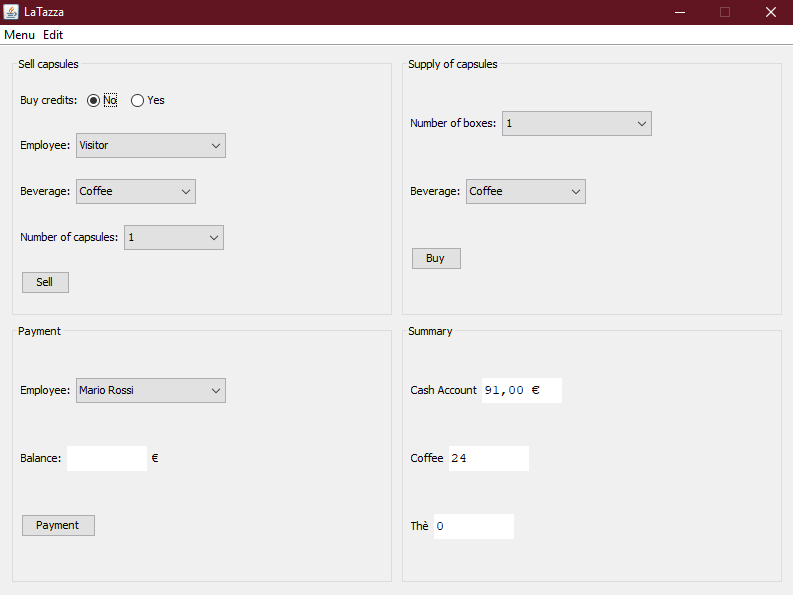 LaTazza
Menu Edit
Sell capsules
Buy credits: No Yes
Employee: Visitor
Beverage: Coffee
Number of capsules: 1
Sell
Supply of capsules
Number of boxes: 1
Beverage: Coffee
Buy
Payment
Employee: Mario Rossi
Balance: €
Payment
Summary
Cash Account 91,00 €
Coffee 24
Thè 0